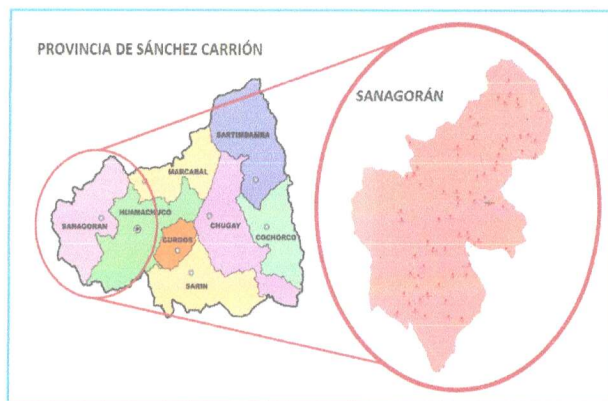 PROVINCIA DE SÁNCHEZ CARRIÓN
SANAGORÁN
SARTIMBAMBA
MARCABAL
HUAMACHUCO
SANAGORAN
CHUGAY
COCHORCO
CURGOS
SARIN